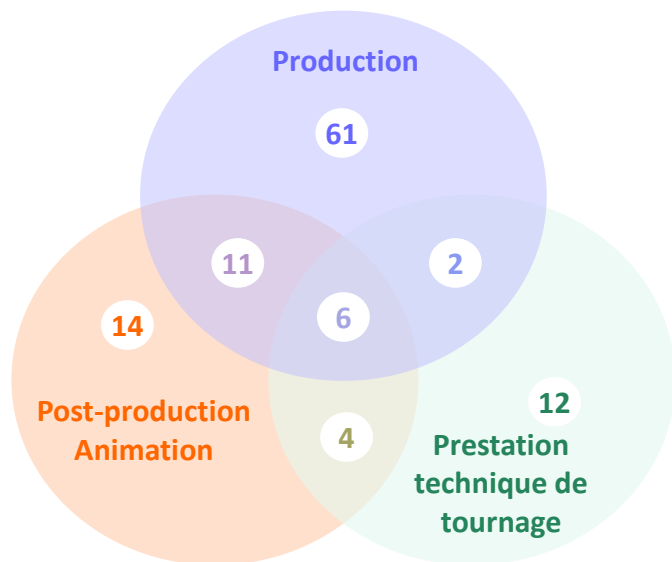 Production
61
11
2
6
14
12
Post-production
Animation
4
Prestation
technique de
tournage